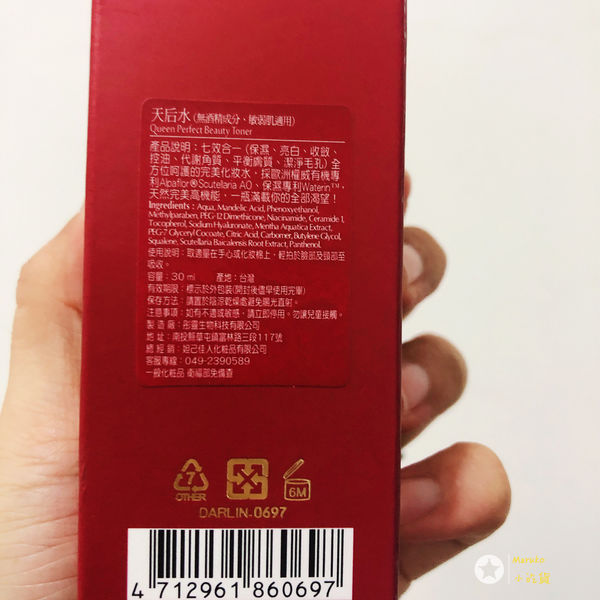 天后水(無酒精成分、敏弱肌適用)
Queen Perfect Beauty Toner
產品說明：七效合一(保濕、亮白、收斂、
控油、代謝角質、平衡膚質、潔淨毛孔)全
方位呵護的完美化妝水，採歐洲權威有機專
利Alpaflor®Scutellaria AO、保濕專利Waterin™，
天然完美高機能，一瓶滿載你的全部渴望！
Ingredients : Aqua, Mandelic Acid, Phenoxyethanol,
Methylparaben, PEG-12 Dimethicone, Niacinamide, Ceramide 1,
Tocopherol, Sodium Hyaluronate, Mentha Aquatica Extract,
PEG-7 Glyceryl Cocoate, Citric Acid, Carbomer, Butylene Glycol,
Squalene, Scutellaria Baicalensis Root Extract, Panthenol.
使用說明：取適量在手心或化妝棉上，輕拍於臉部及頸部至
吸收。
容量：30ml 產地：台灣
有效期限：標示於外包裝(開封後儘早使用完畢)
保存方法：請置於陰涼乾燥處避免陽光直射。
注意事項：如有不適或敏感，請立即停用。勿讓兒童接觸。
製 造 廠：彤靈生物科技有限公司
地 址：南投縣草屯鎮富林路三段117號
總 經 銷：妲己佳人化粧品有限公司
客服專線：049-2390589
一般化粧品 衛福部免備查
7
OTHER
6M
DARLIN-0697
4 712961 860697
Markta